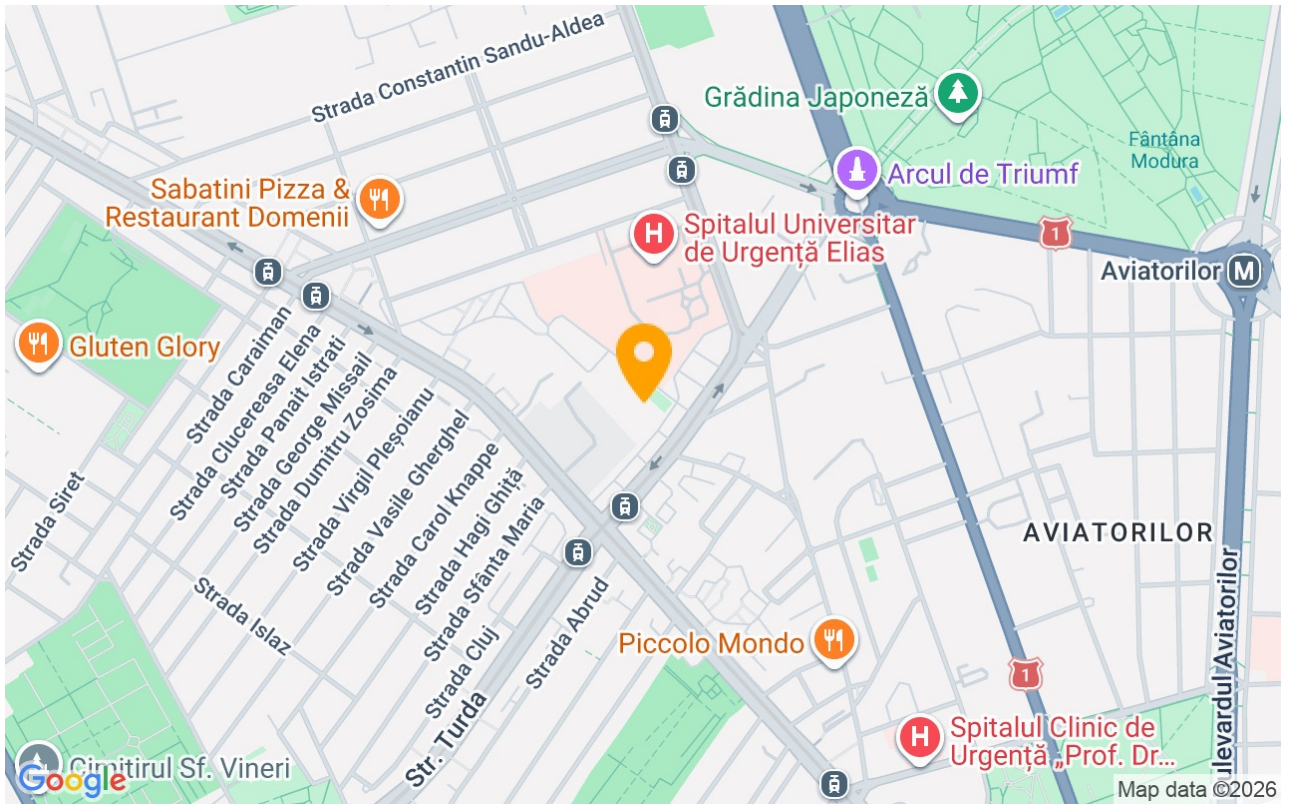 Strada Constantin Sandu-Aldea
Grădina Japoneză
Fântâna
Modura
Arcul de Triumf
Sabatini Pizza &
Restaurant Domenii
Spitalul Universitar
de Urgență Elias
1
Aviatorilor
M
Gluten Glory
Strada Caraiman
Strada Clucereasa Elena
Strada Panait Istrati
Strada George Missail
Strada Dumitru Zosima
Strada Virgil Pleșoianu
Strada Vasile Gherghel
Strada Carol Knappe
Strada Hagi Ghiță
Strada Sfânta Maria
Strada Cluj
Str. Turda
Strada Abrud
Strada Siret
Strada Islaz
AVIATORILOR
Piccolo Mondo
1
ulevardul Aviatorilor
H
H
Spitalul Clinic de
Urgență „Prof. Dr...
Cimitirul Sf. Vineri
Google
Map data ©2026